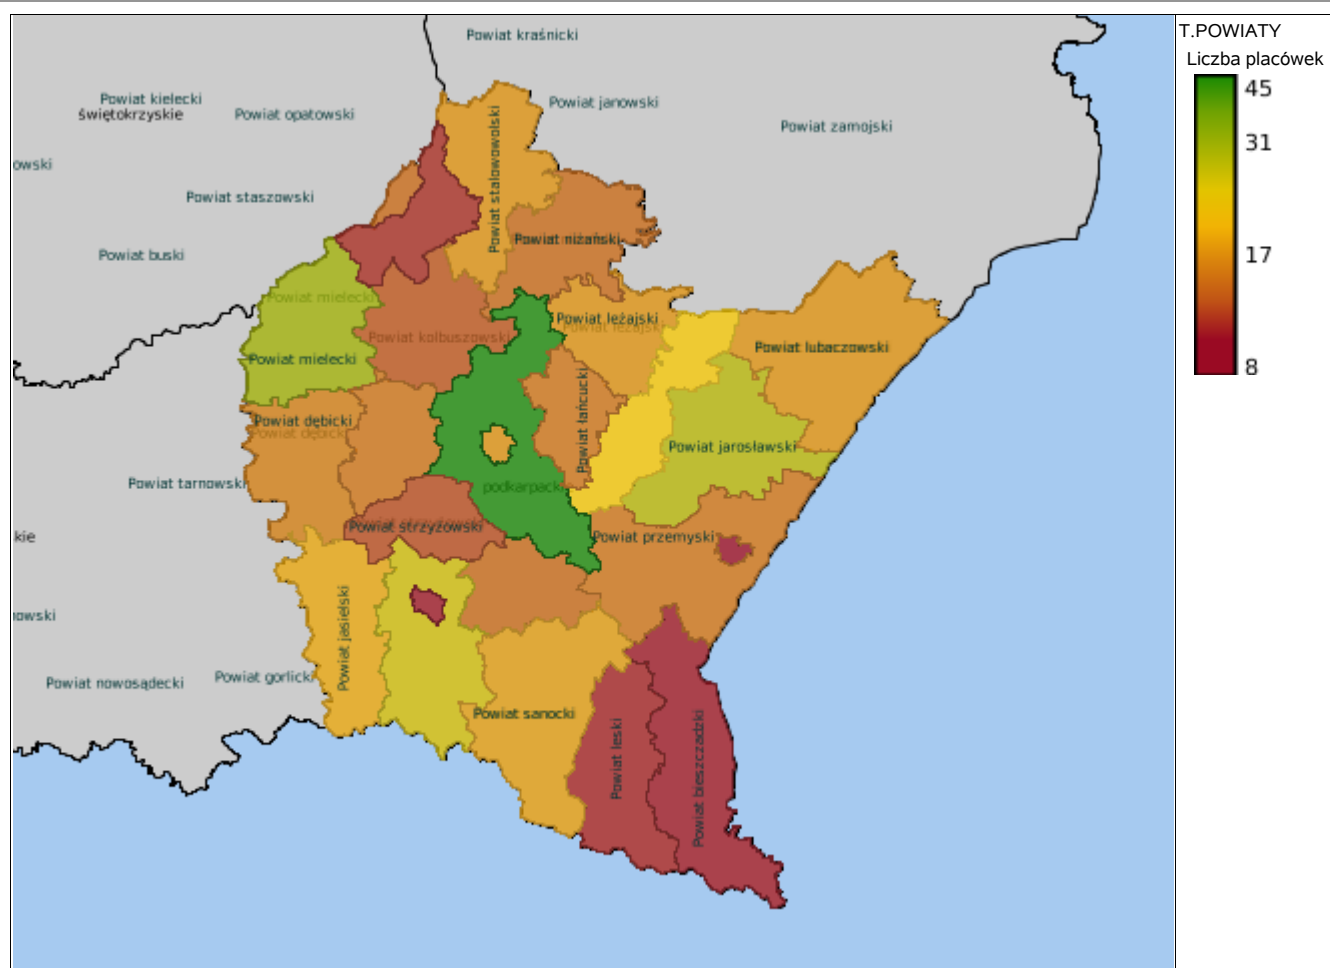 T.POWIATY
Liczba placówek
45
31
17
8
Powiat kraśnicki
Powiat kielecki
świętokrzyskie
Powiat opatowski
Powiat janowski
Powiat zamojski
owski
Powiat staszowski
Powiat stalowowolski
Powiat buski
Powiat niżański
Powiat mielecki
Powiat leżajski
Powiat leżajski
Powiat kolbuszowski
Powiat lubaczowski
Powiat mielecki
Powiat łańcucki
Powiat dębicki
Powiat dębicki
Powiat jarosławski
Powiat tarnowski
podkarpackie
Powiat strzyżowski
kie
Powiat przemyski
owski
Powiat jasielski
Powiat gorlicki
Powiat nowosądecki
Powiat sanocki
Powiat leski
Powiat bieszczadzki